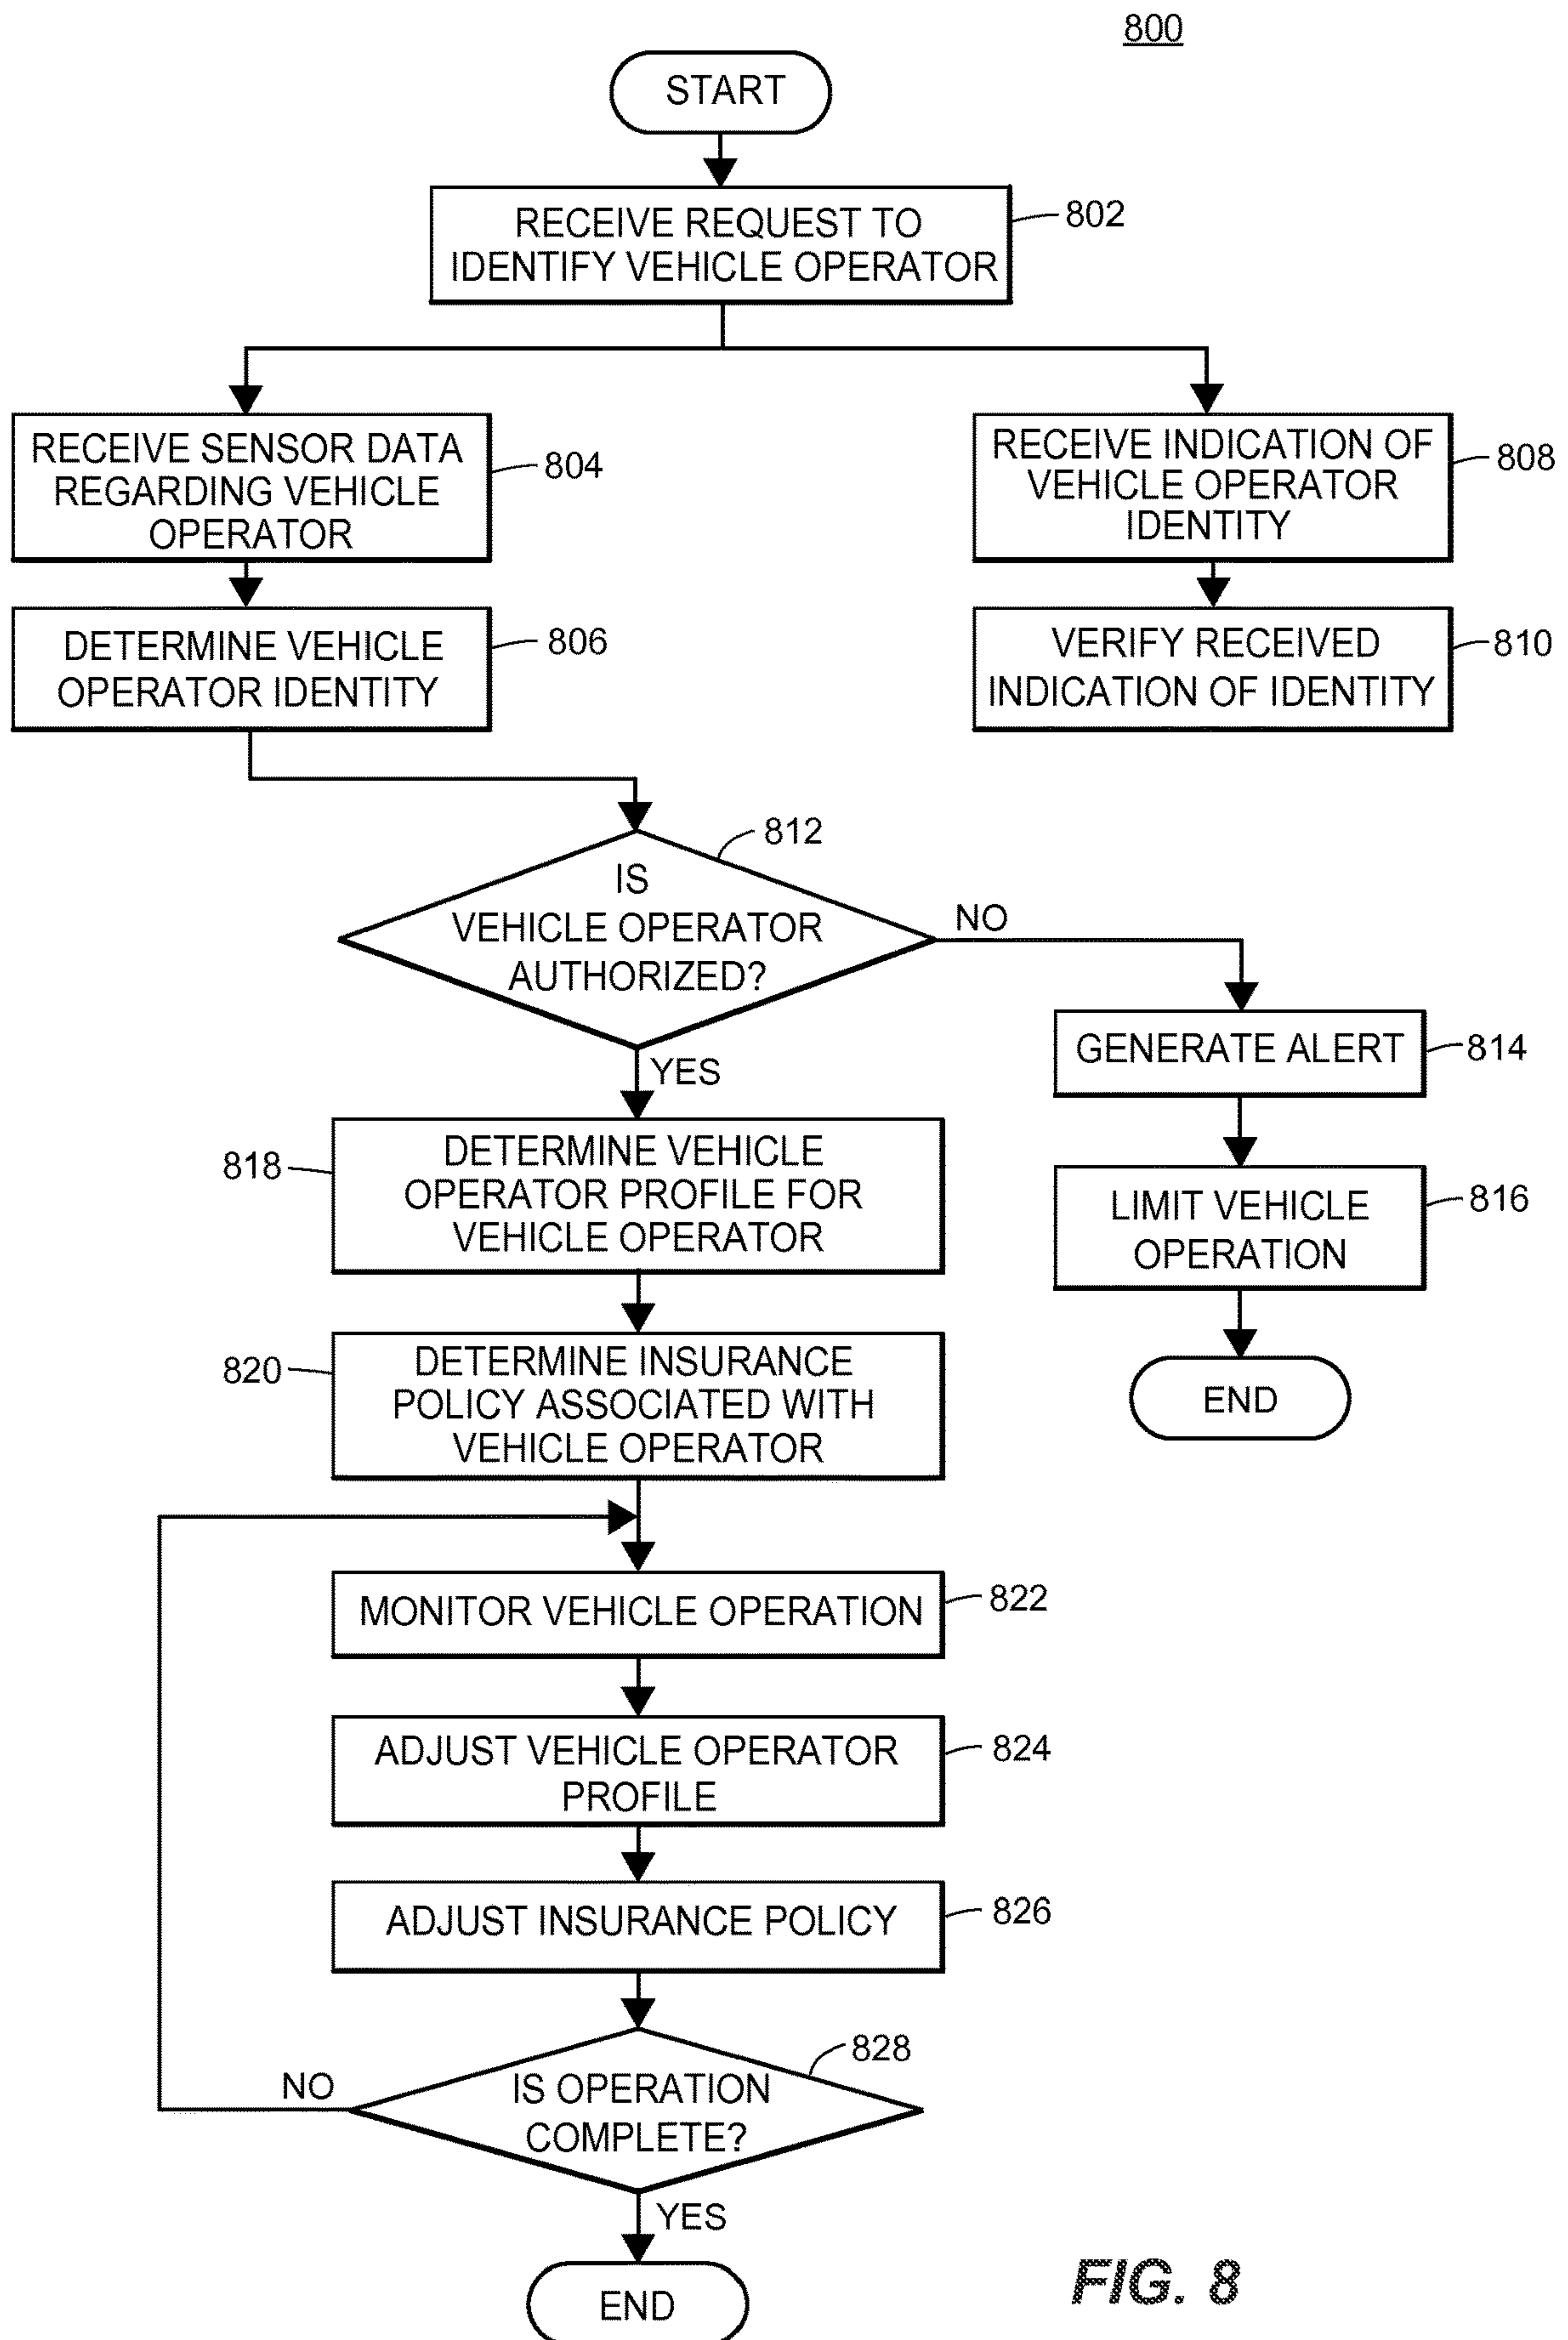 800
START
RECEIVE REQUEST TO
IDENTIFY VEHICLE OPERATOR
802
RECEIVE SENSOR DATA
REGARDING VEHICLE
OPERATOR
804
RECEIVE INDICATION OF
VEHICLE OPERATOR
IDENTITY
808
DETERMINE VEHICLE
OPERATOR IDENTITY
806
VERIFY RECEIVED
INDICATION OF IDENTITY
810
812
IS
VEHICLE OPERATOR
AUTHORIZED?
NO
YES
GENERATE ALERT
814
818
DETERMINE VEHICLE
OPERATOR PROFILE FOR
VEHICLE OPERATOR
LIMIT VEHICLE
OPERATION
816
END
820
DETERMINE INSURANCE
POLICY ASSOCIATED WITH
VEHICLE OPERATOR
MONITOR VEHICLE OPERATION
822
ADJUST VEHICLE OPERATOR
PROFILE
824
ADJUST INSURANCE POLICY
826
828
IS OPERATION
COMPLETE?
NO
YES
END
FIG. 8